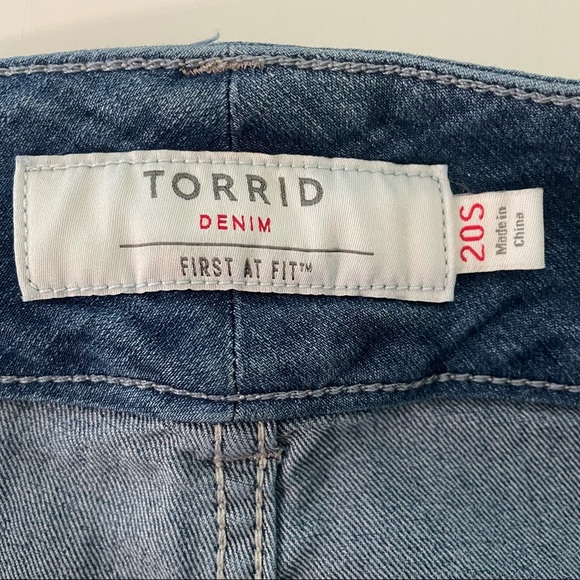 TORRID
DENIM
FIRST AT FIT™
20S
Made in
China